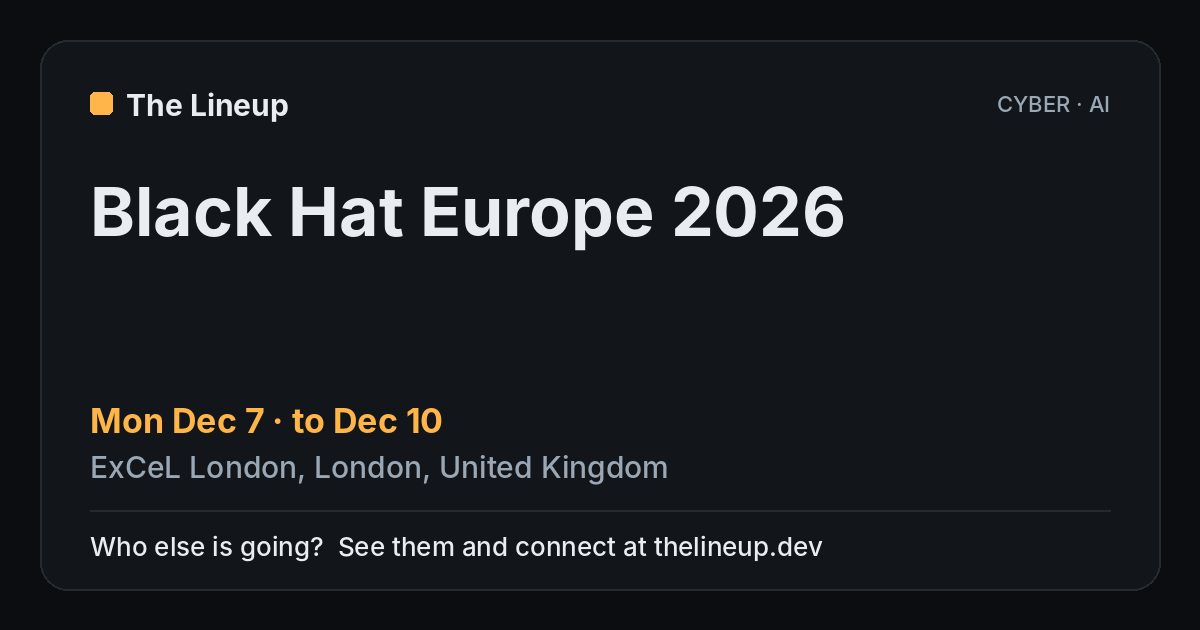 The Lineup
CYBER · AI
Black Hat Europe 2026
Mon Dec 7 · to Dec 10
ExCeL London, London, United Kingdom
Who else is going? See them and connect at thelineup.dev